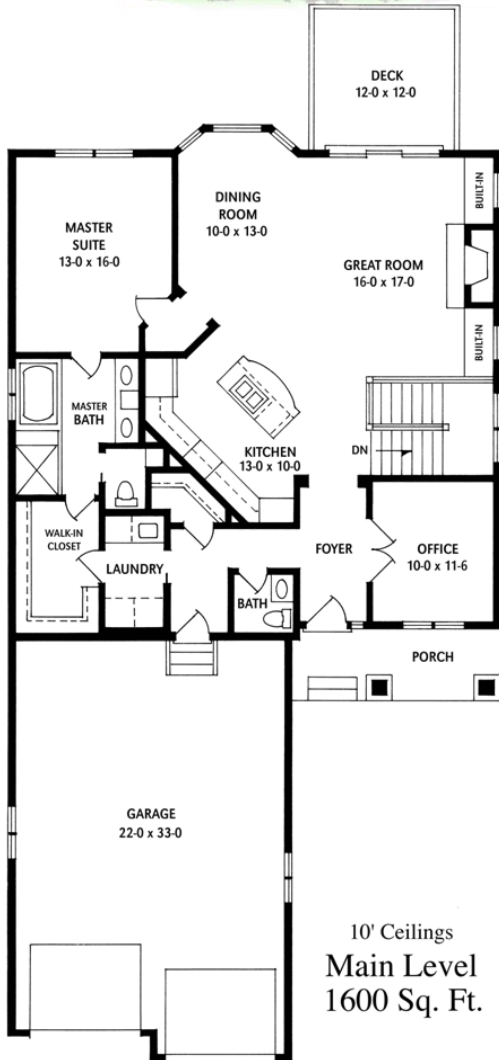 DECK
12-0 x 12-0
DINING
ROOM
10-0 x 13-0
BUILT-IN
MASTER
SUITE
13-0 x 16-0
GREAT ROOM
16-0 x 17-0
BUILT-IN
MASTER
BATH
KITCHEN
13-0 x 10-0
DN
WALK-IN
CLOSET
LAUNDRY
FOYER
OFFICE
10-0 x 11-6
BATH
PORCH
GARAGE
22-0 x 33-0
10' Ceilings
Main Level
1600 Sq. Ft.